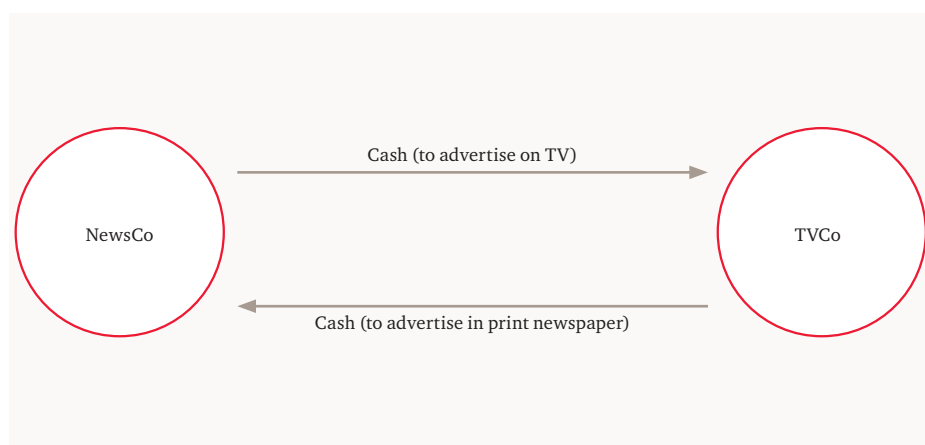 Cash (to advertise on TV)
NewsCo
TVCo
Cash (to advertise in print newspaper)